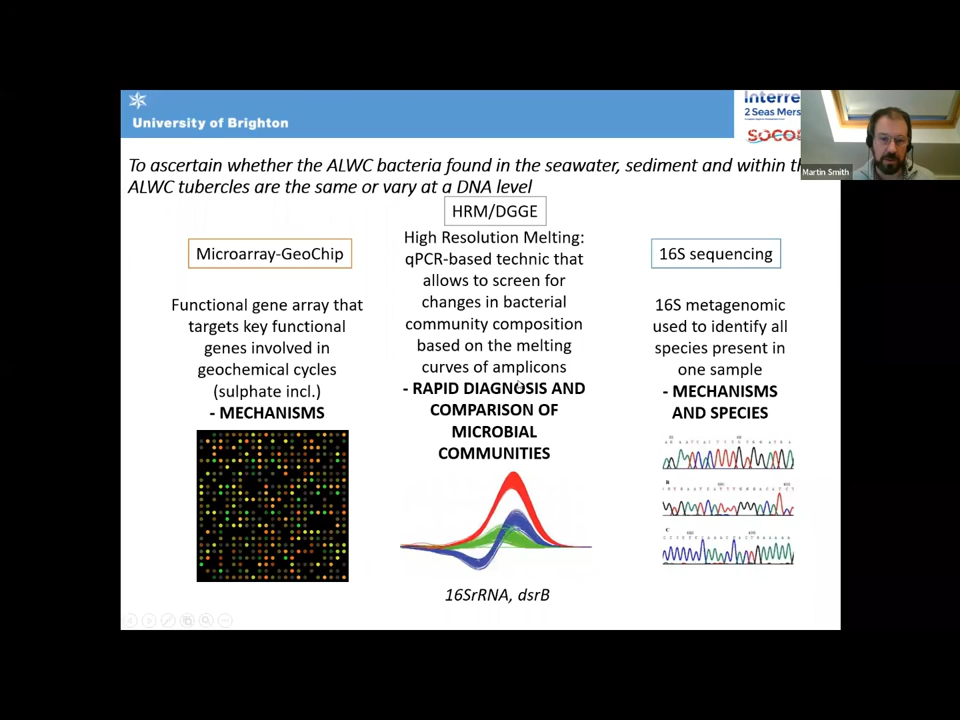 University of Brighton
Interre
2 Seas Mers
SOCO
Martin Smith
To ascertain whether the ALWC bacteria found in the seawater, sediment and within th
ALWC tubercles are the same or vary at a DNA level
Microarray-GeoChip
Functional gene array that
targets key functional
genes involved in
geochemical cycles
(sulphate incl.)
- MECHANISMS
HRM/DGGE
High Resolution Melting:
qPCR-based technic that
allows to screen for
changes in bacterial
community composition
based on the melting
curves of amplicons
- RAPID DIAGNOSIS AND
COMPARISON OF
MICROBIAL
COMMUNITIES
16SrRNA, dsrB
16S sequencing
16S metagenomic
used to identify all
species present in
one sample
- MECHANISMS
AND SPECIES
B
C